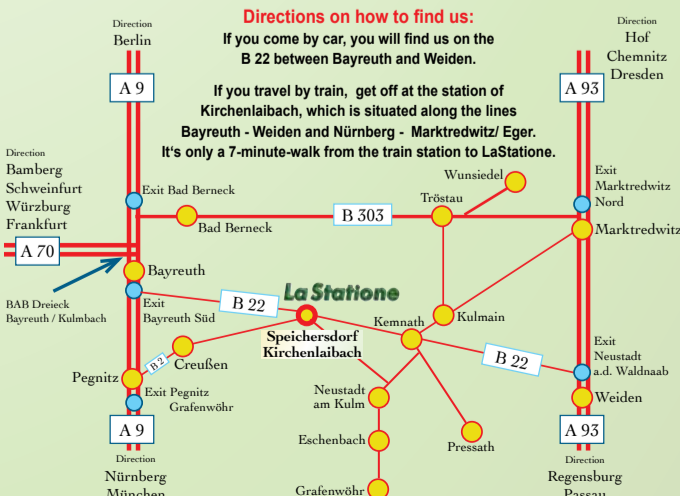 Directions on how to find us:
If you come by car, you will find us on the
B 22 between Bayreuth and Weiden.
If you travel by train, get off at the station of
Kirchenlaibach, which is situated along the lines
Bayreuth - Weiden and Nürnberg - Marktredwitz/ Eger.
It's only a 7-minute-walk from the train station to LaStatione.
Direction
Berlin
A 9
Direction
Hof
Chemnitz
Dresden
A 93
Direction
Bamberg
Schweinfurt
Würzburg
Frankfurt
A 70
BAB Dreieck
Bayreuth / Kulmbach
Exit Bad Berneck
Bad Berneck
B 303
Tröstau
Wunsiedel
Exit
Marktredwitz
Nord
Marktredwitz
Bayreuth
Exit
Bayreuth Süd
B 22
La Statione
Speichersdorf
Kirchenlaibach
Kemnath
Kulmain
B 22
Exit
Neustadt
a.d. Waldnaab
Weiden
Creußen
B 2
Pegnitz
Exit Pegnitz
Grafenwöhr
Neustadt
am Kulm
Eschenbach
Grafenwöhr
Pressath
A 9
Direction
Nürnberg
München
A 93
Direction
Regensburg
Passau